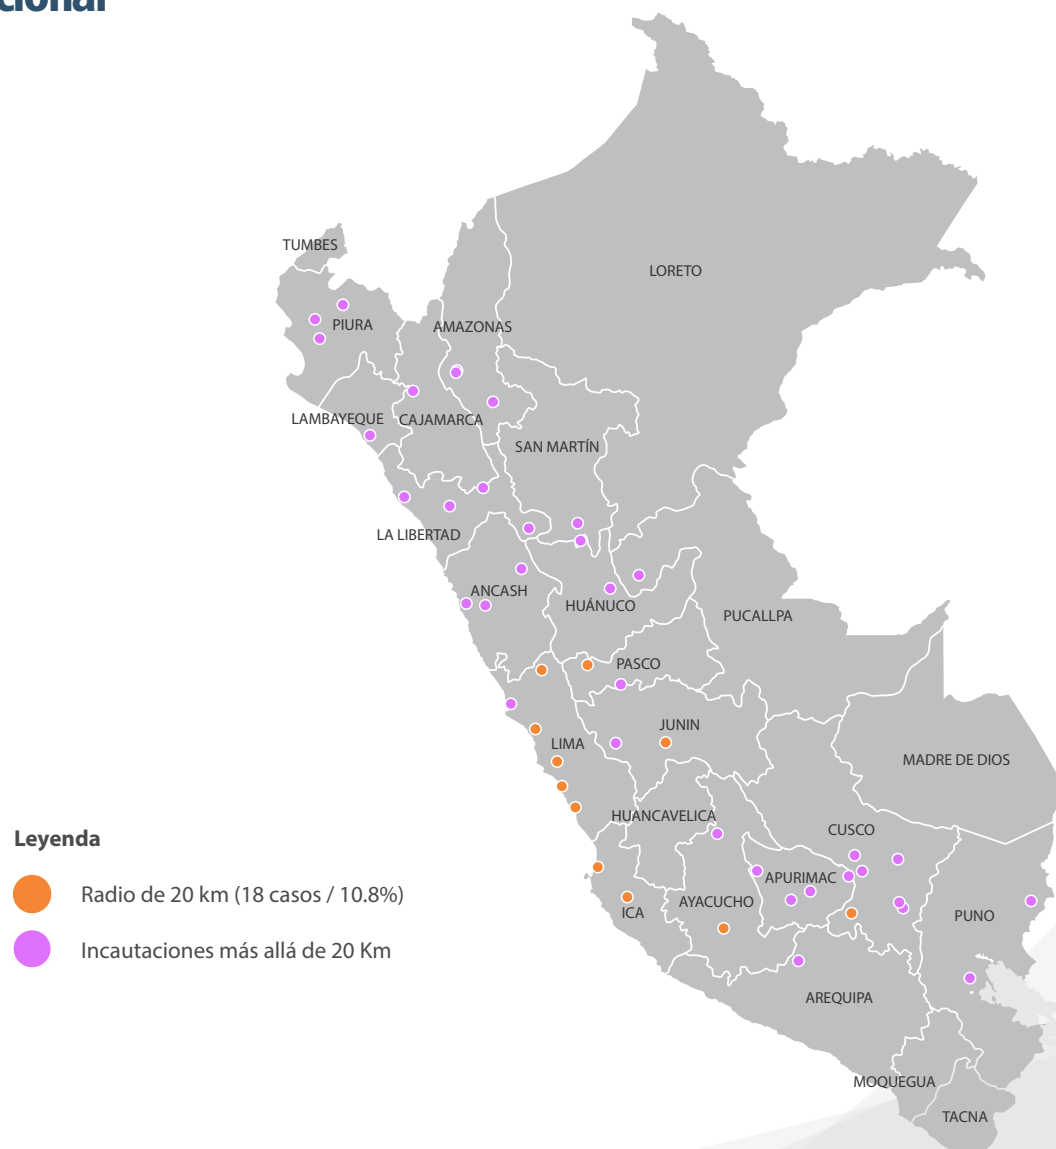 TUMBES
LORETO
PIURA
AMAZONAS
LAMBAYEQUE
CAJAMARCA
SAN MARTÍN
LA LIBERTAD
ANCASH
HUÁNUCO
PUCALLPA
PASCO
JUNIN
LIMA
MADRE DE DIOS
HUANCAVELICA
CUSCO
Leyenda
APURIMAC
Radio de 20 km (18 casos / 10.8%)
AYACUCHO
ICA
PUNO
Incautaciones más allá de 20 Km
AREQUIPA
MOQUEGUA
TACNA